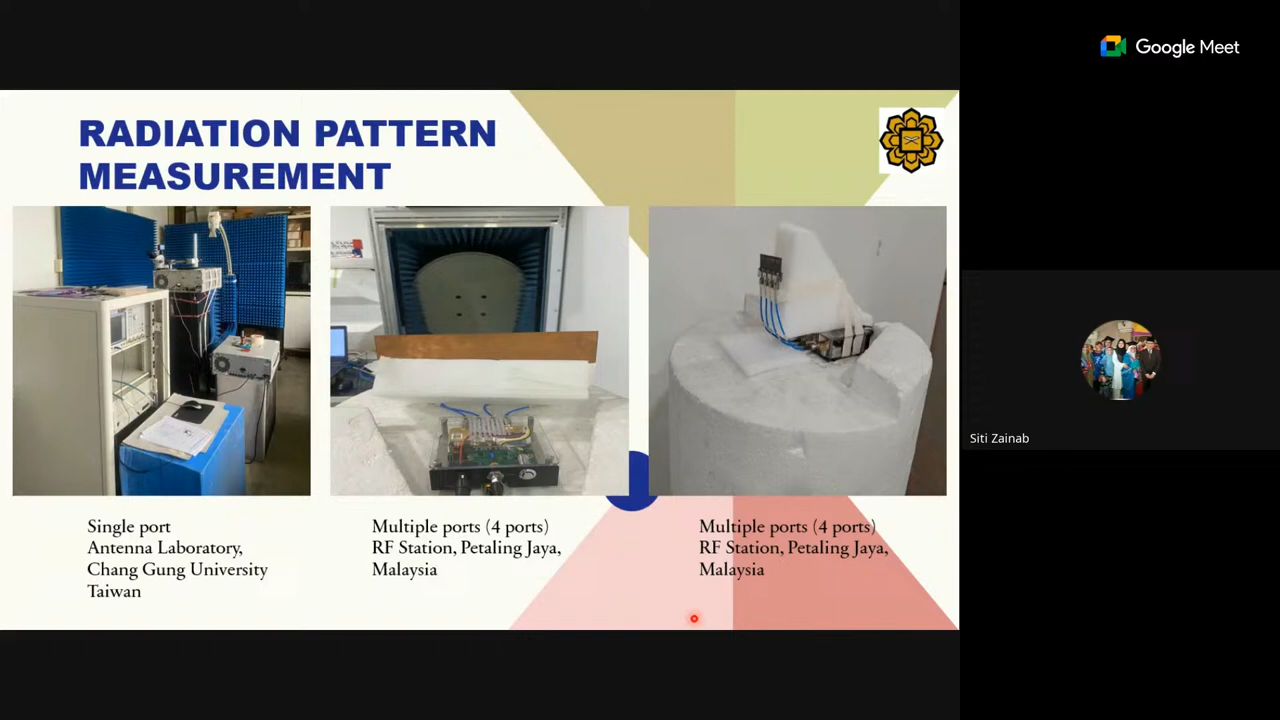 Google Meet
RADIATION PATTERN
MEASUREMENT
Single port
Antenna Laboratory,
Chang Gung University
Taiwan
Multiple ports (4 ports)
RF Station, Petaling Jaya,
Malaysia
Multiple ports (4 ports)
RF Station, Petaling Jaya,
Malaysia
Siti Zainab